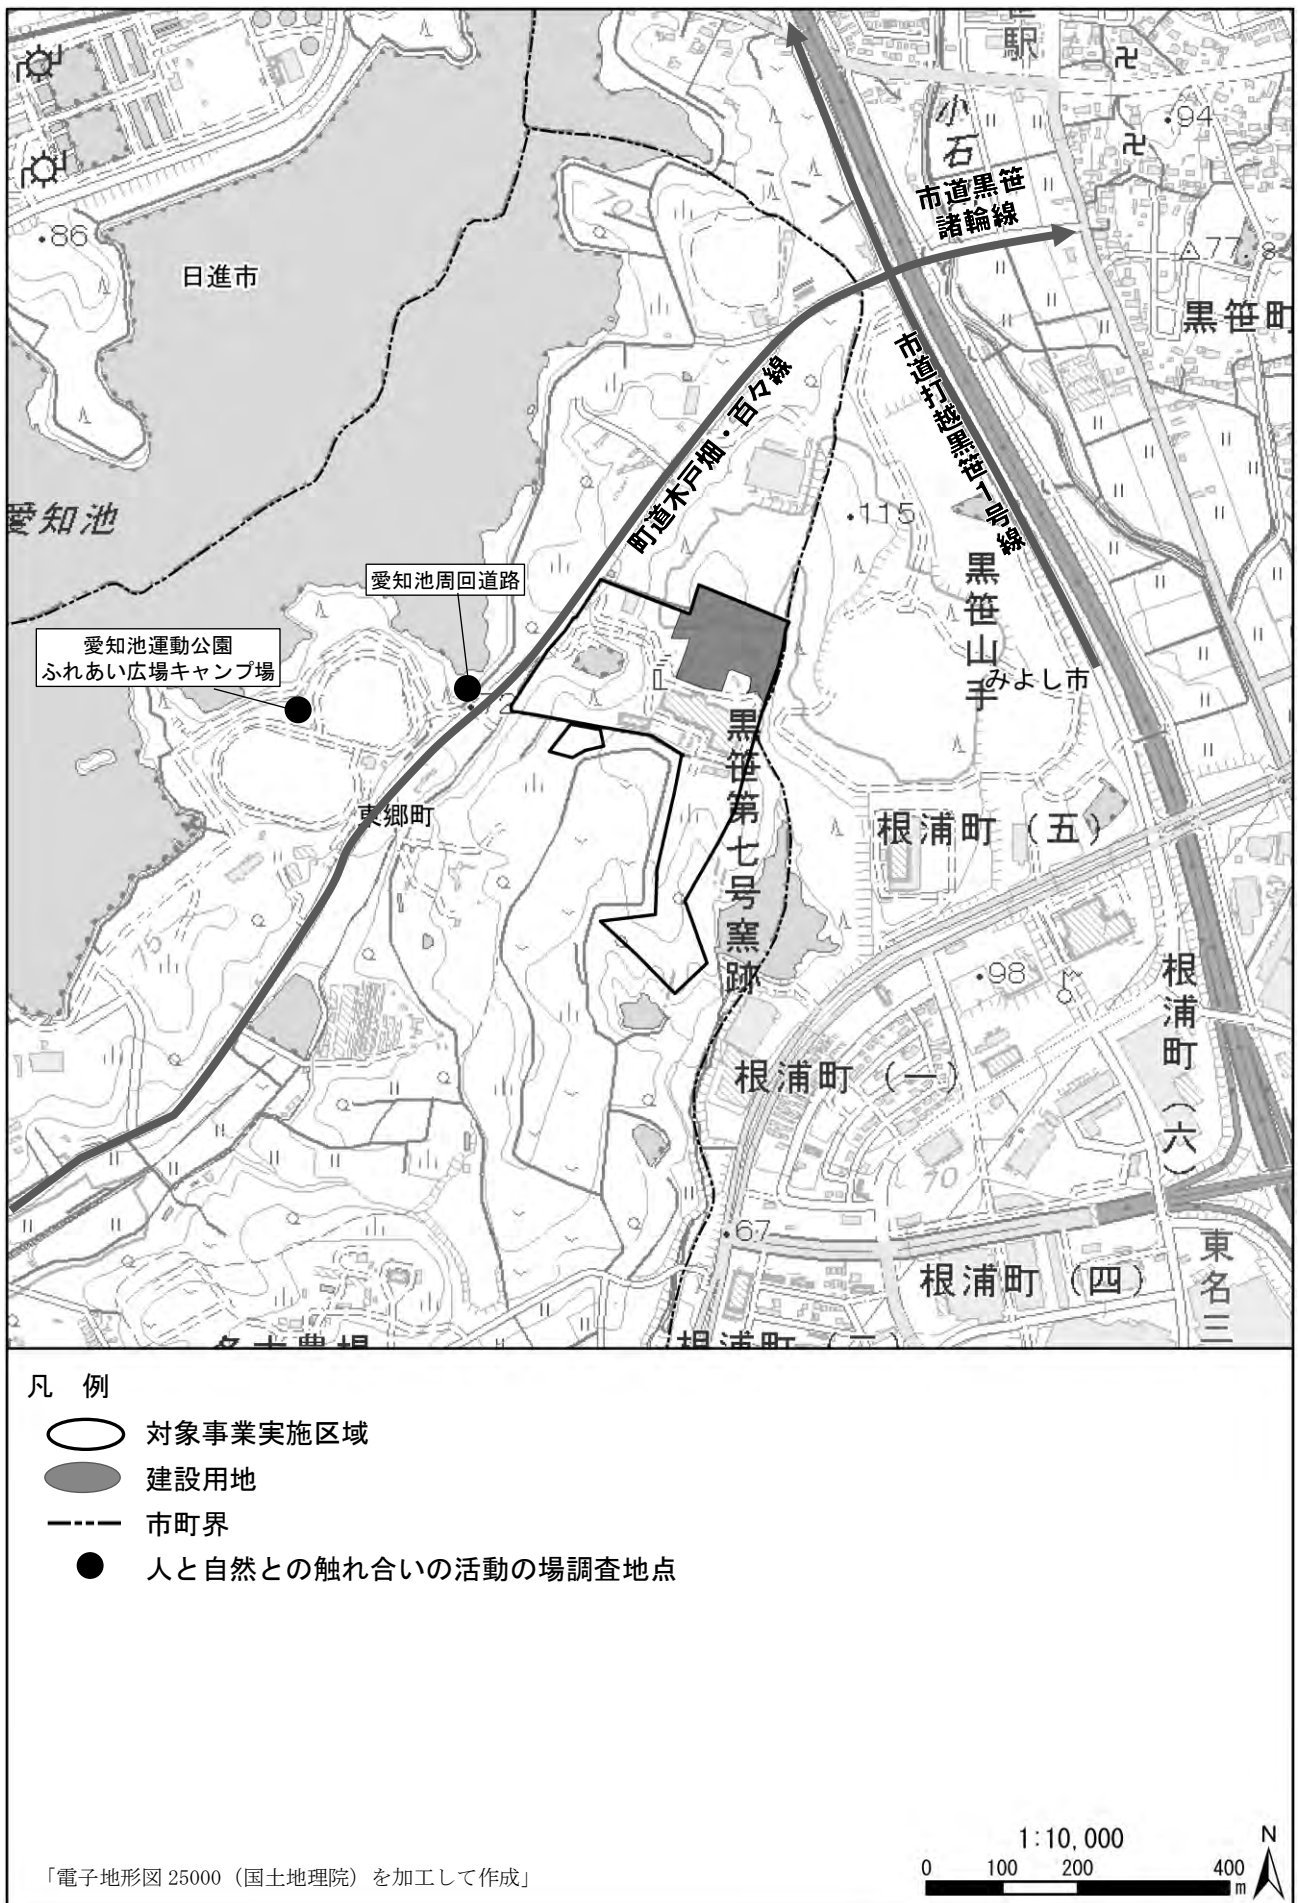 駅
小石
94
市道黒笹
諸輪線
86
日進市
77
8
黒笹町
市道打越黒笹1号線
町道木戸畑・百々線
愛知池
115
黒笹山手
愛知池周回道路
愛知池運動公園
ふれあい広場キャンプ場
みよし市
黒笹第七号窯跡
東郷町
根浦町（五）
98
根浦町（六）
根浦町（一）
70
67
東名三
根浦町（四）
凡 例
対象事業実施区域
建設用地
市町界
人と自然との触れ合いの活動の場調査地点
1:10,000
N
0 100 200 400
m
「電子地形図 25000（国土地理院）を加工して作成」